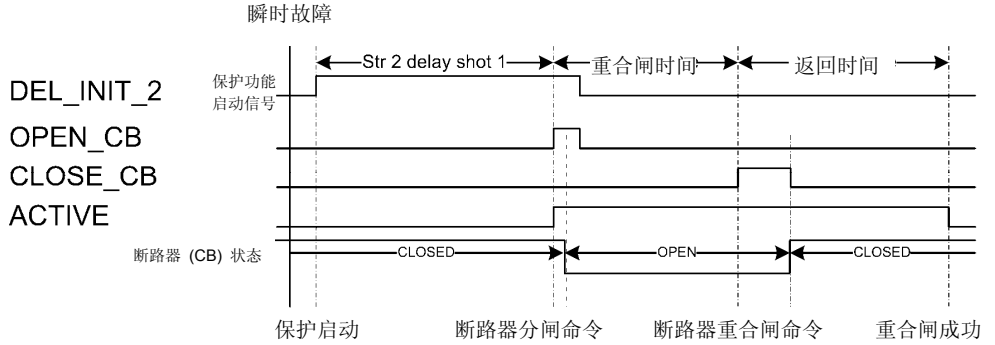 瞬时故障
Str 2 delay shot 1
重合闸时间
返回时间
DEL_INIT_2
保护功能
启动信号
OPEN_CB
CLOSE_CB
ACTIVE
断路器 (CB) 状态
CLOSED
OPEN
CLOSED
保护启动
断路器分闸命令
断路器重合闸命令
重合闸成功